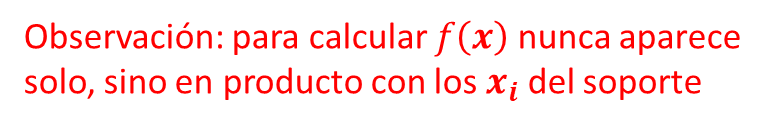 Observación: para calcular f(x) nunca aparece
solo, sino en producto con los xᵢ del soporte